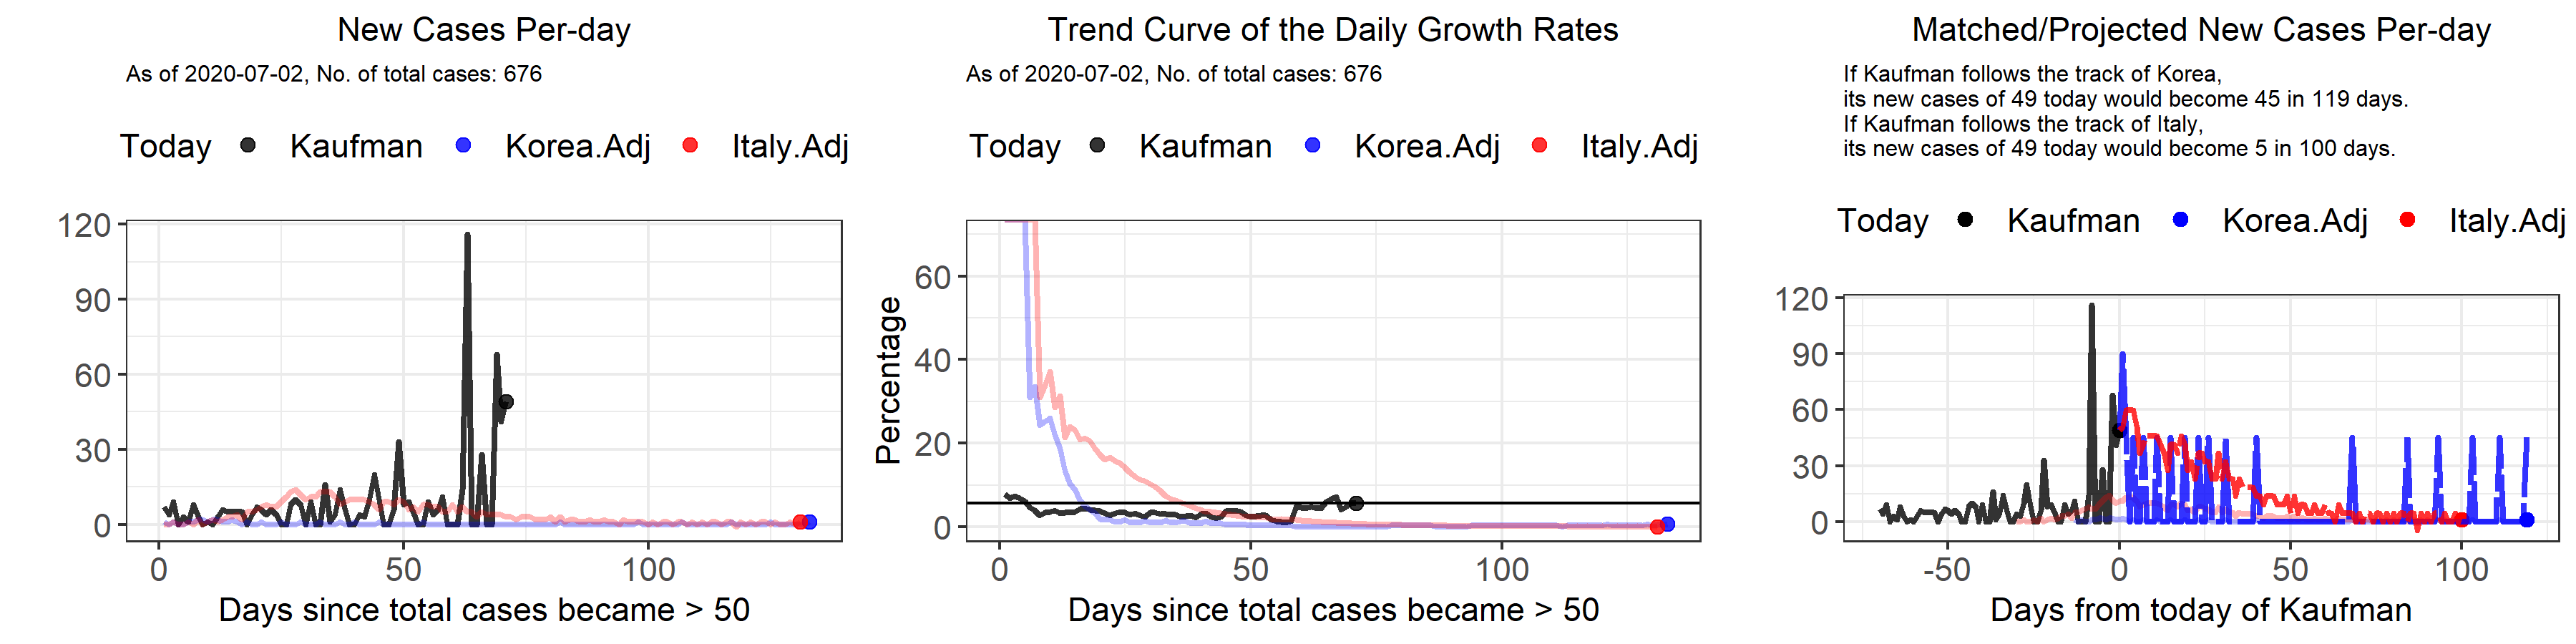 New Cases Per-day
As of 2020-07-02, No. of total cases: 676
Today Kaufman Korea.Adj Italy.Adj
120
90
60
30
0
0 50 100
Days since total cases became > 50
Trend Curve of the Daily Growth Rates
As of 2020-07-02, No. of total cases: 676
Today Kaufman Korea.Adj Italy.Adj
Percentage
60
40
20
0
0 50 100
Days since total cases became > 50
Matched/Projected New Cases Per-day
If Kaufman follows the track of Korea,
its new cases of 49 today would become 45 in 119 days.
If Kaufman follows the track of Italy,
its new cases of 49 today would become 5 in 100 days.
Today Kaufman Korea.Adj Italy.Adj
120
90
60
30
0
-50 0 50 100
Days from today of Kaufman